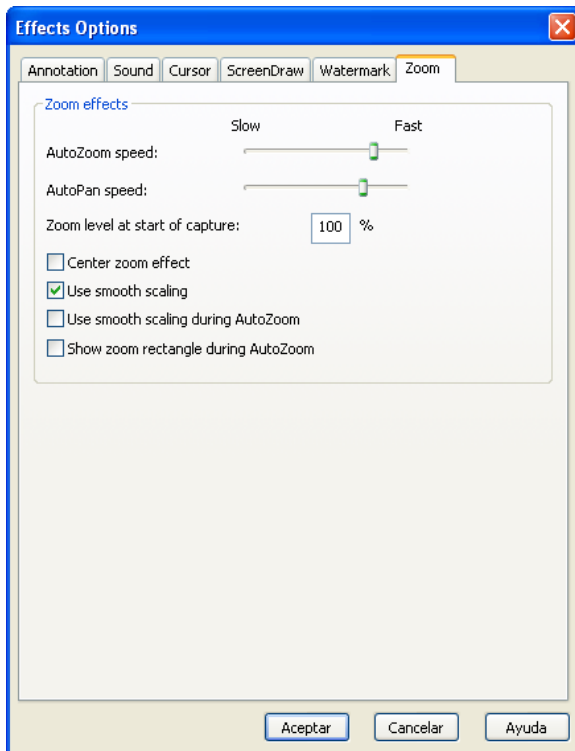 Effects Options
Annotation Sound Cursor ScreenDraw Watermark Zoom
Zoom effects
Slow Fast
AutoZoom speed:
AutoPan speed:
Zoom level at start of capture: 100 %
Center zoom effect
Use smooth scaling
Use smooth scaling during AutoZoom
Show zoom rectangle during AutoZoom
Aceptar Cancelar Ayuda